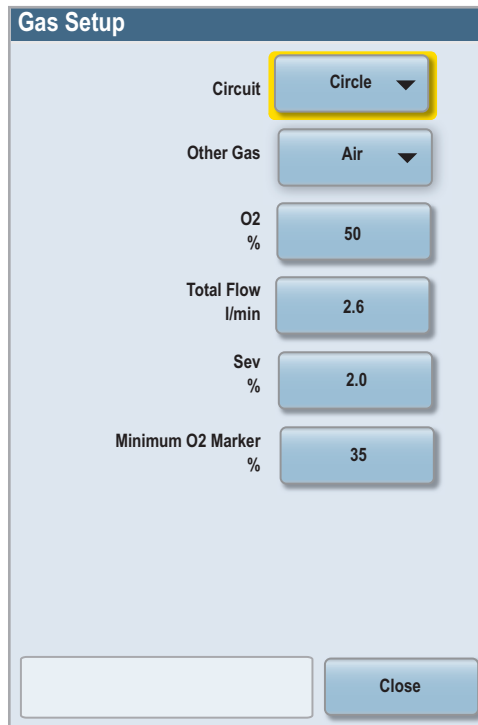 Gas Setup
Circuit
Circle
Other Gas
Air
O2
%
50
Total Flow
l/min
2.6
Sev
%
2.0
Minimum O2 Marker
%
35
Close